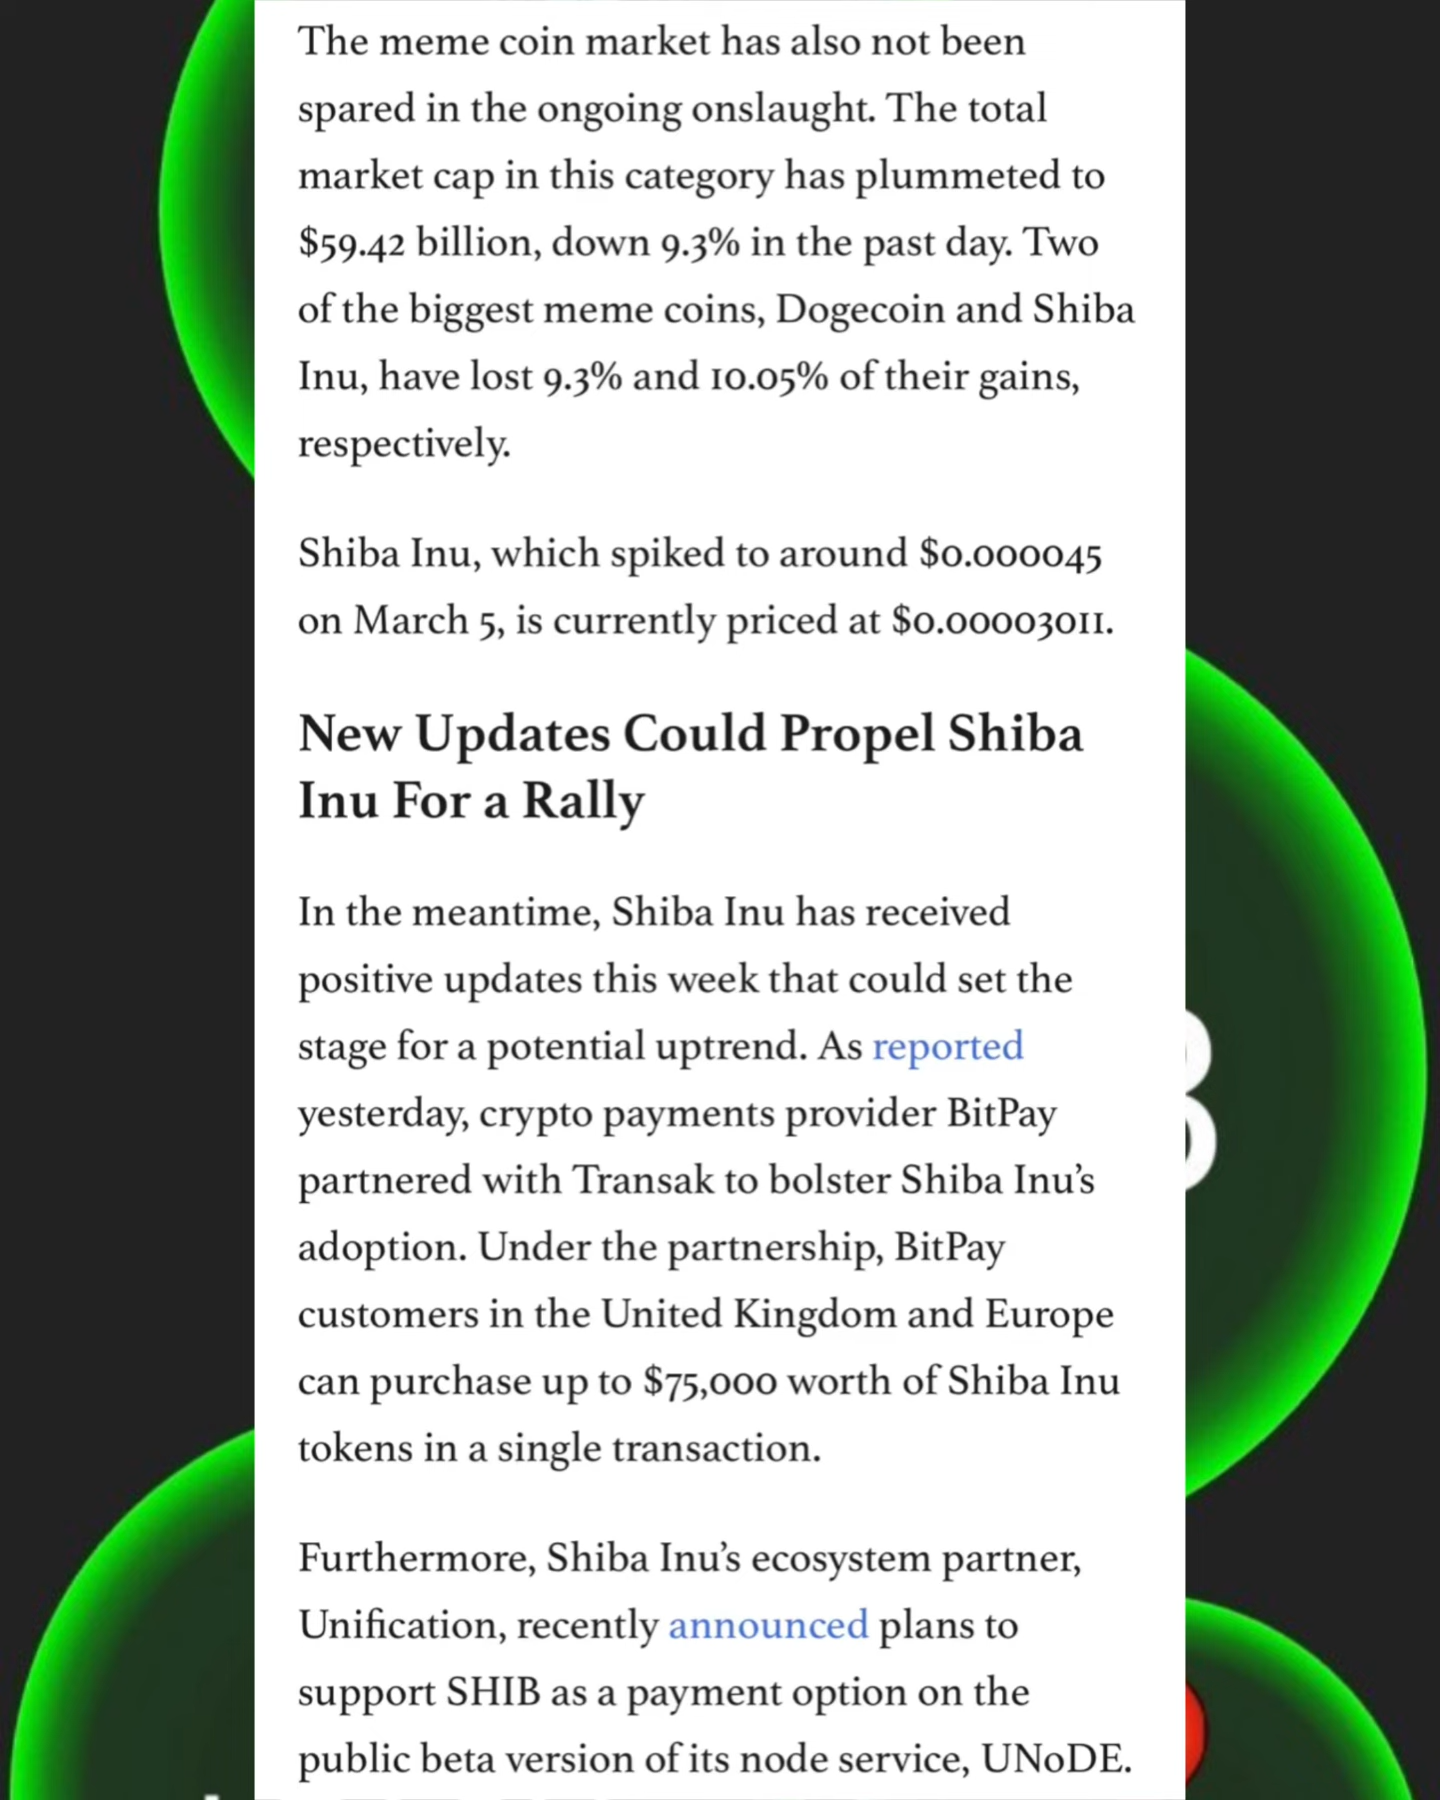 The meme coin market has also not been
spared in the ongoing onslaught. The total
market cap in this category has plummeted to
$59.42 billion, down 9.3% in the past day. Two
of the biggest meme coins, Dogecoin and Shiba
Inu, have lost 9.3% and 10.05% of their gains,
respectively.
Shiba Inu, which spiked to around $0.000045
on March 5, is currently priced at $0.00003011.
New Updates Could Propel Shiba
Inu For a Rally
In the meantime, Shiba Inu has received
positive updates this week that could set the
stage for a potential uptrend. As reported
yesterday, crypto payments provider BitPay
partnered with Transak to bolster Shiba Inu’s
adoption. Under the partnership, BitPay
customers in the United Kingdom and Europe
can purchase up to $75,000 worth of Shiba Inu
tokens in a single transaction.
Furthermore, Shiba Inu’s ecosystem partner,
Unification, recently announced plans to
support SHIB as a payment option on the
public beta version of its node service, UNoDE.